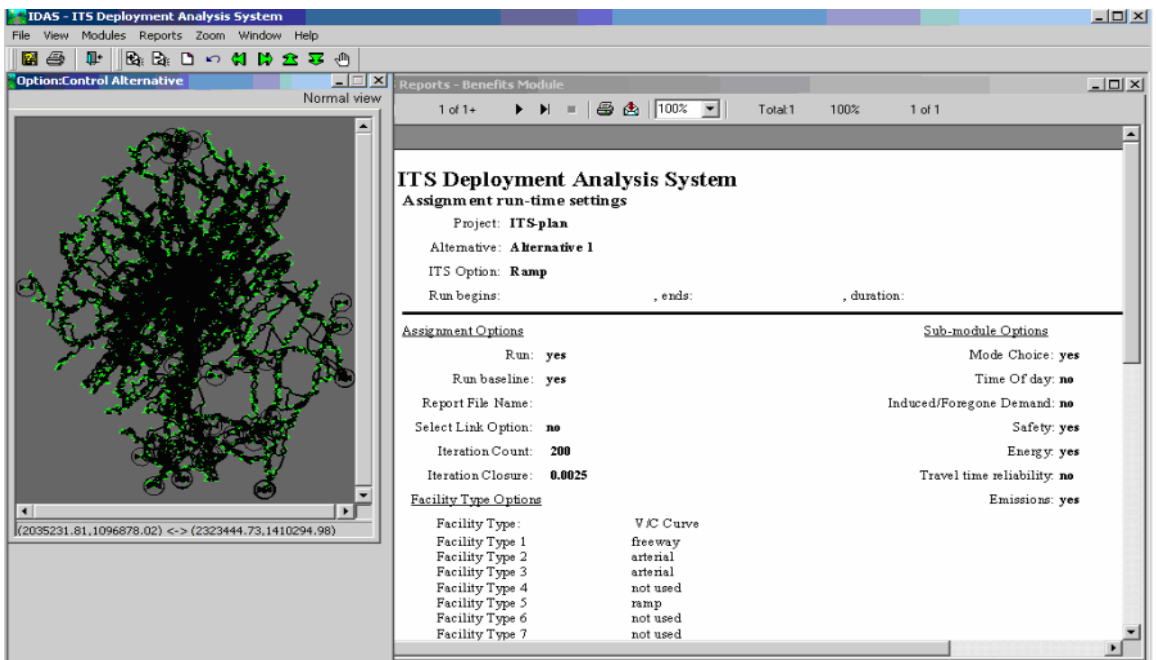 IDAS - ITS Deployment Analysis System
File View Modules Reports Zoom Window Help
Option:Control Alternative
Normal view
(2035231.81,1096878.02) <-> (2323444.73,1410294.98)
Reports - Benefits Module
1 of 1+ 100% Total:1 100% 1 of 1
ITS Deployment Analysis System
Assignment run-time settings
Project: ITS-plan
Alternative: Alternative 1
ITS Option: Ramp
Run begins: , ends: , duration:
Assignment Options Sub-module Options
Run: yes Mode Choice: yes
Run baseline: yes Time Of day: no
Report File Name: Induced/Foregone Demand: no
Select Link Option: no Safety: yes
Iteration Count: 200 Energy: yes
Iteration Closure: 0.0025 Travel time reliability: no
Facility Type Options Emissions: yes
Facility Type: V/C Curve
Facility Type 1 freeway
Facility Type 2 arterial
Facility Type 3 arterial
Facility Type 4 not used
Facility Type 5 ramp
Facility Type 6 not used
Facility Type 7 not used